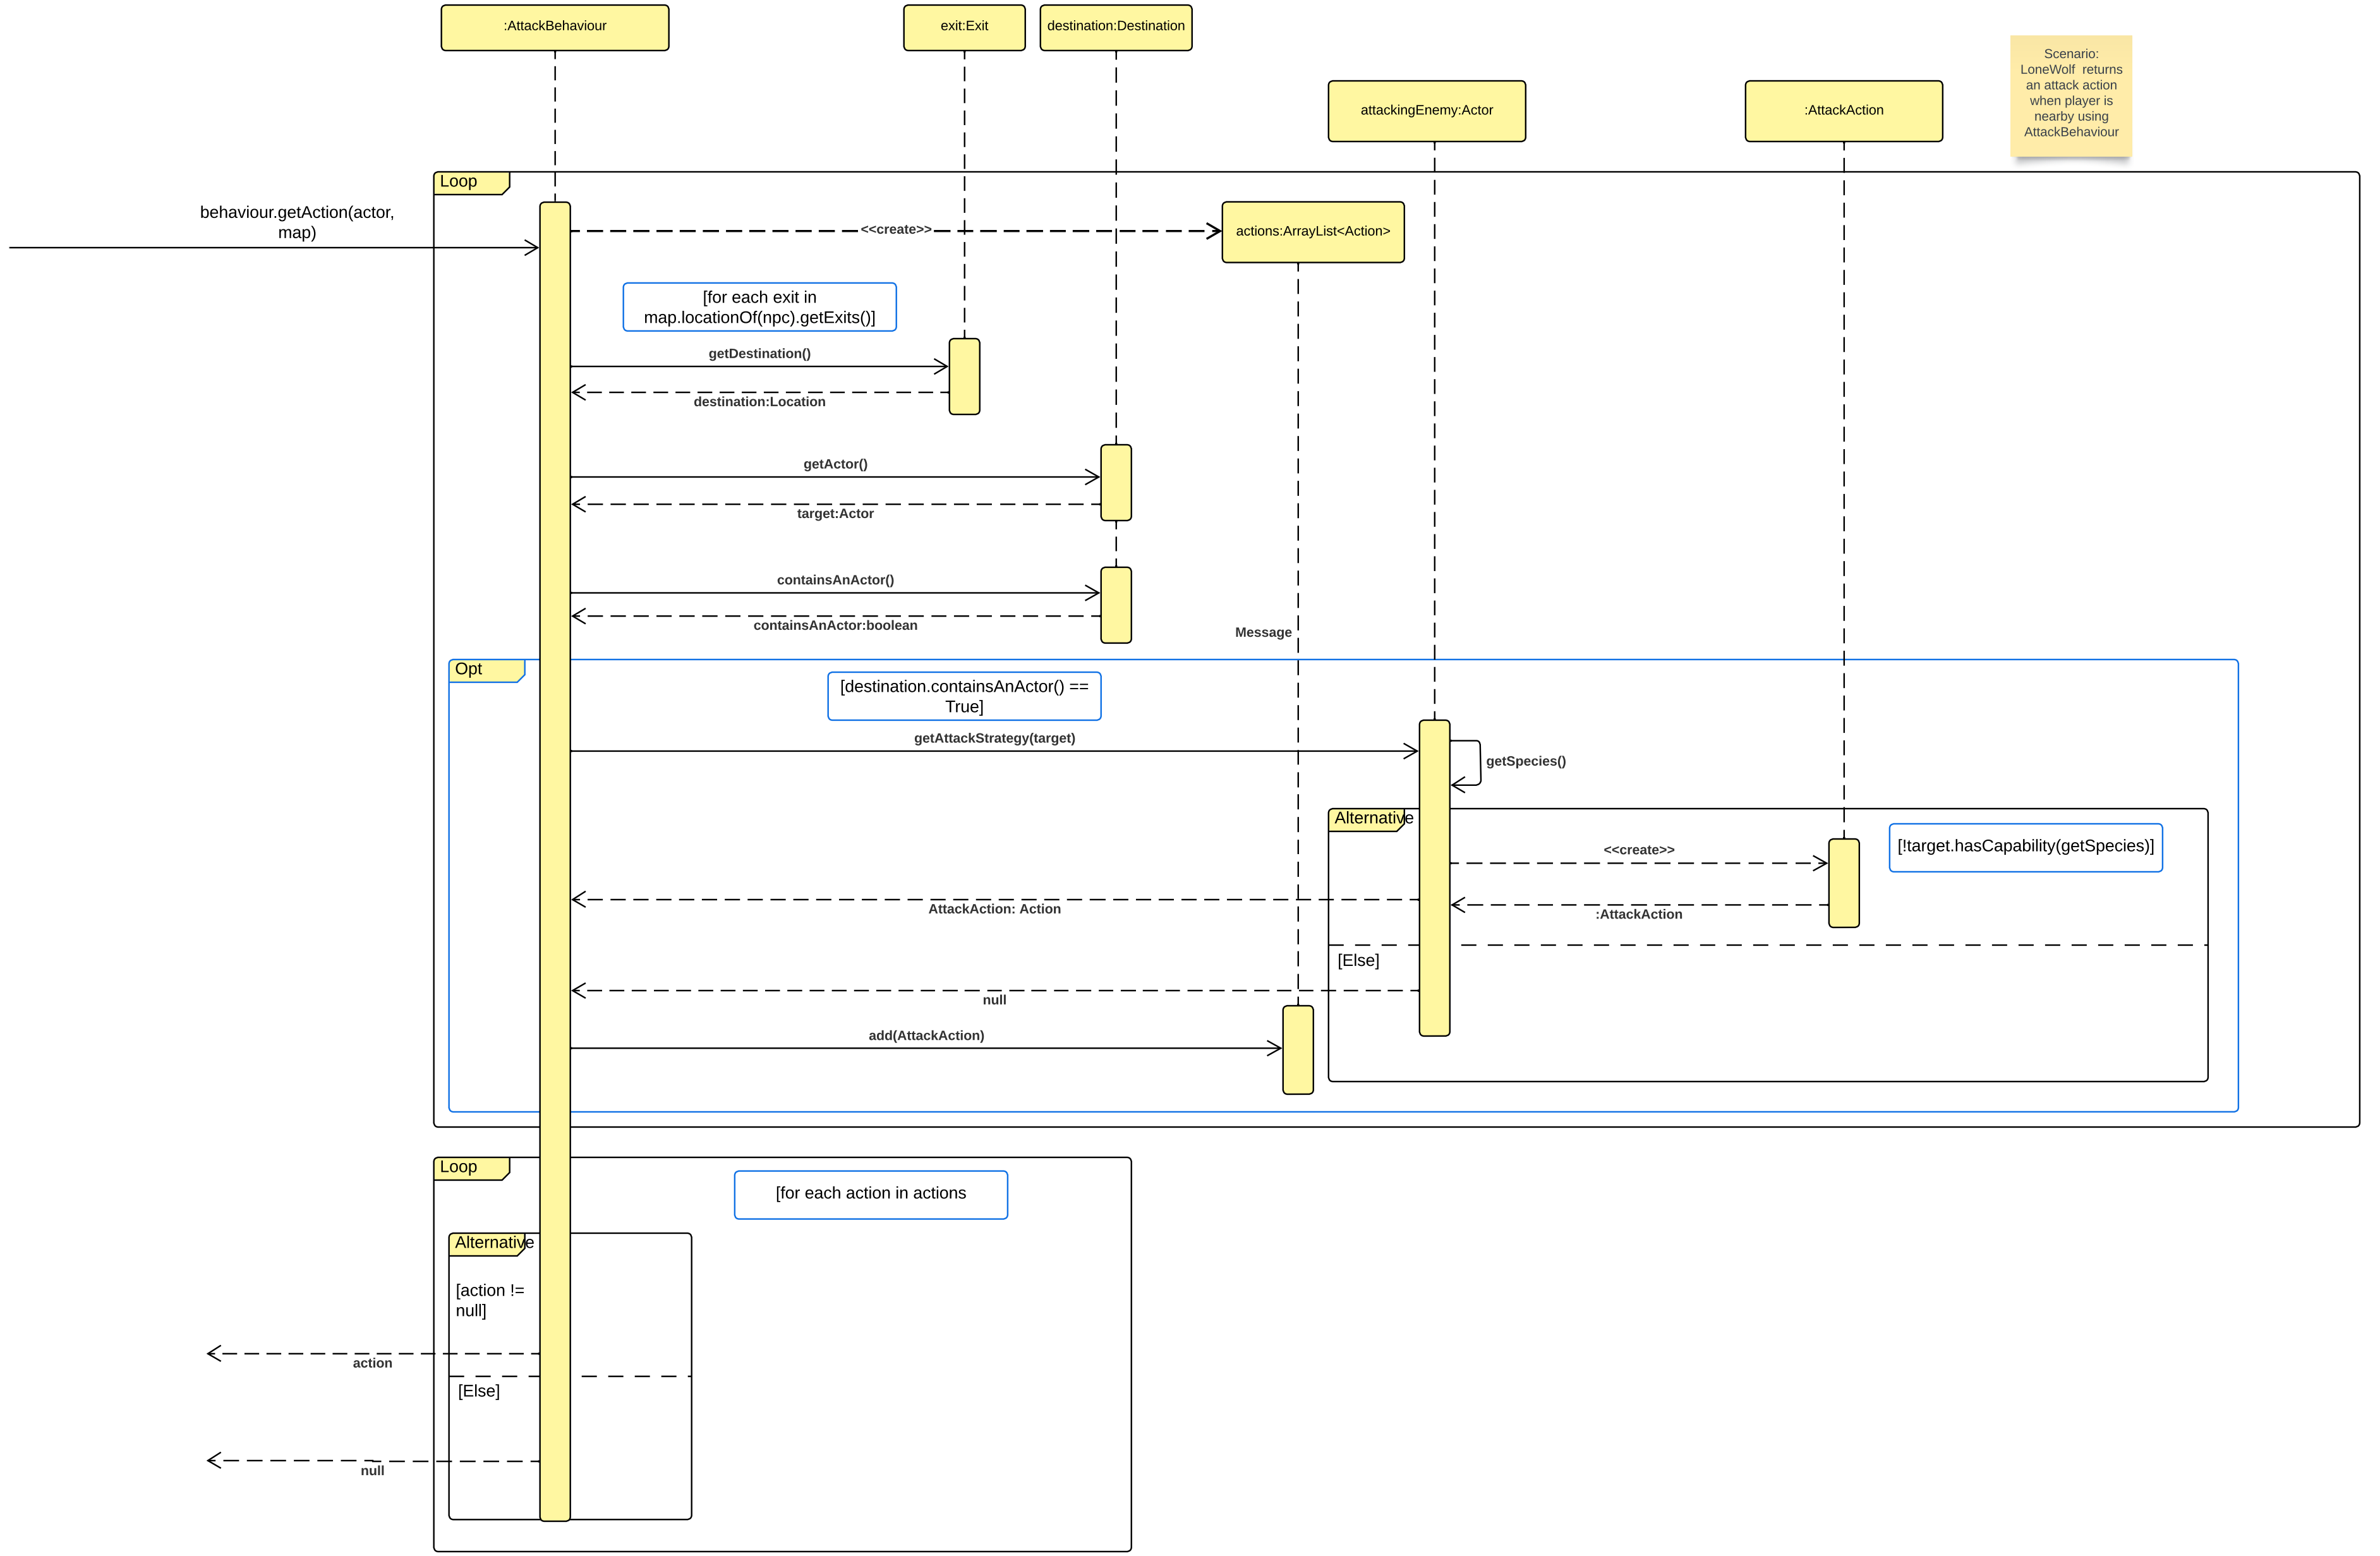 :AttackBehaviour
exit:Exit
destination:Destination
attackingEnemy:Actor
:AttackAction
Scenario:
LoneWolf  returns
an attack action
when player is
nearby using
AttackBehaviour
Loop
behaviour.getAction(actor,
map)
<<create>>
actions:ArrayList<Action>
[for each exit in
map.locationOf(npc).getExits()]
getDestination()
destination:Location
getActor()
target:Actor
containsAnActor()
containsAnActor:boolean
Message
Opt
[destination.containsAnActor() ==
True]
getAttackStrategy(target)
getSpecies()
Alternative
[!target.hasCapability(getSpecies)]
<<create>>
AttackAction: Action
:AttackAction
[Else]
null
add(AttackAction)
Loop
[for each action in actions
Alternative
[action !=
null]
action
[Else]
null